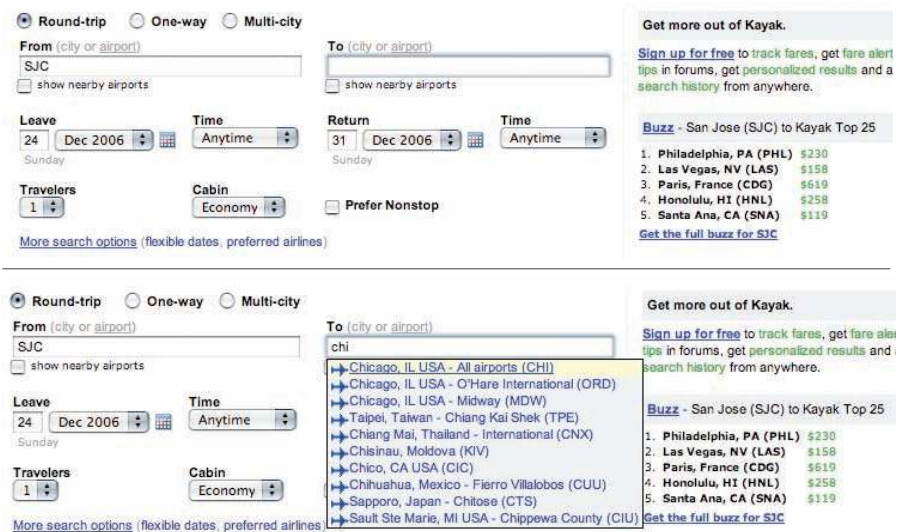 Round-trip One-way Multi-city
From (city or airport) To (city or airport)
SJC
show nearby airports show nearby airports
Leave Time Return Time
24 Dec 2006 Anytime 31 Dec 2006 Anytime
Sunday Sunday
Travelers Cabin
1 Economy Prefer Nonstop
More search options (flexible dates, preferred airlines)
Get more out of Kayak.
Sign up for free to track fares, get fare alert
tips in forums, get personalized results and a
search history from anywhere.
Buzz - San Jose (SJC) to Kayak Top 25
1. Philadelphia, PA (PHL) $230
2. Las Vegas, NV (LAS) $158
3. Paris, France (CDG) $619
4. Honolulu, HI (HNL) $258
5. Santa Ana, CA (SNA) $119
Get the full buzz for SJC
Round-trip One-way Multi-city
From (city or airport) To (city or airport)
SJC chi
show nearby airports
Leave Time
24 Dec 2006 Anytime
Sunday
Travelers Cabin
1 Economy
More search options (flexible dates, preferred airlines)
Chicago, IL USA - All airports (CHI)
Chicago, IL USA - O'Hare International (ORD)
Chicago, IL USA - Midway (MDW)
Taipei, Taiwan - Chiang Kai Shek (TPE)
Chiang Mai, Thailand - International (CNX)
Chisinau, Moldova (KIV)
Chico, CA USA (CIC)
Chihuahua, Mexico - Fierro Villalobos (CUU)
Sapporo, Japan - Chitose (CTS)
Sault Ste Marie, MI USA - Chippewa County (CIU)
Get more out of Kayak.
Sign up for free to track fares, get fare aler
tips in forums, get personalized results and
search history from anywhere.
Buzz - San Jose (SJC) to Kayak Top 25
1. Philadelphia, PA (PHL) $230
2. Las Vegas, NV (LAS) $158
3. Paris, France (CDG) $619
4. Honolulu, HI (HNL) $258
5. Santa Ana, CA (SNA) $119
Get the full buzz for SJC